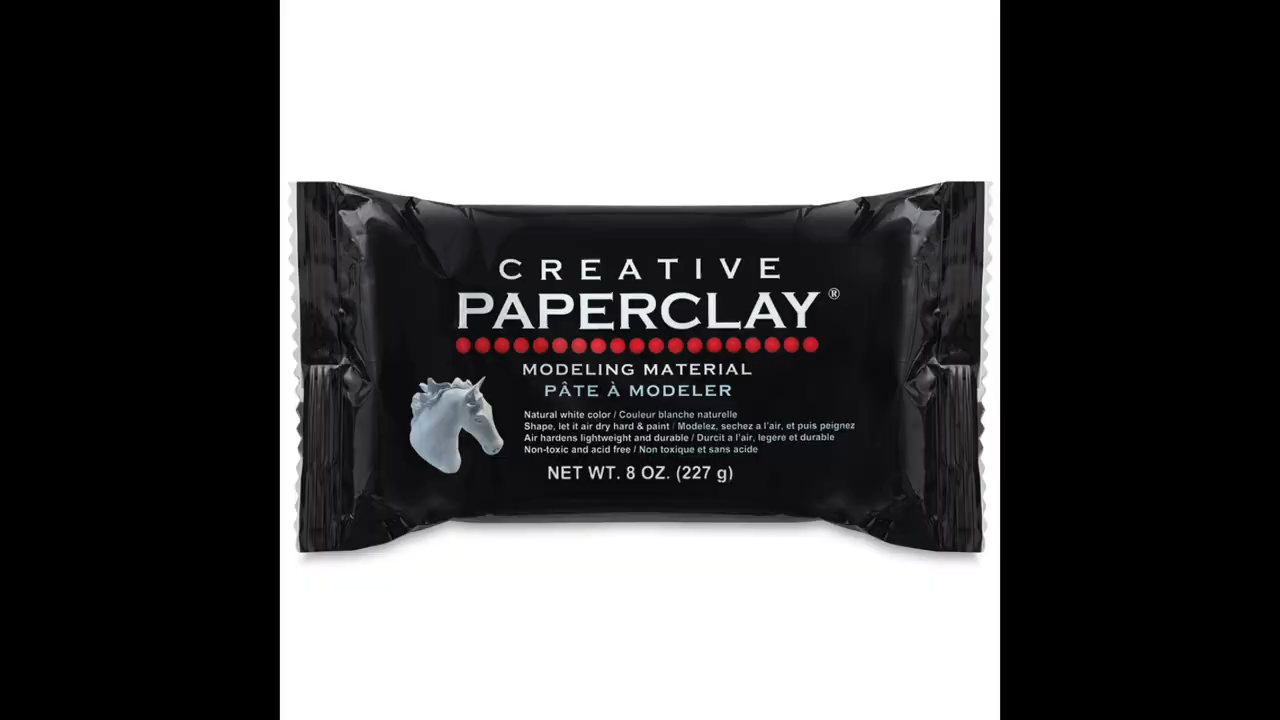 CREATIVE
PAPERCLAY®
MODELING MATERIAL
PÂTE À MODELER
Natural white color / Couleur blanche naturelle
Shape, let it air dry hard & paint / Modelez, sechez a l'air, et puis peignez
Air hardens lightweight and durable / Durcit a l'air, legere et durable
Non-toxic and acid free / Non toxique et sans acide
NET WT. 8 OZ. (227 g)